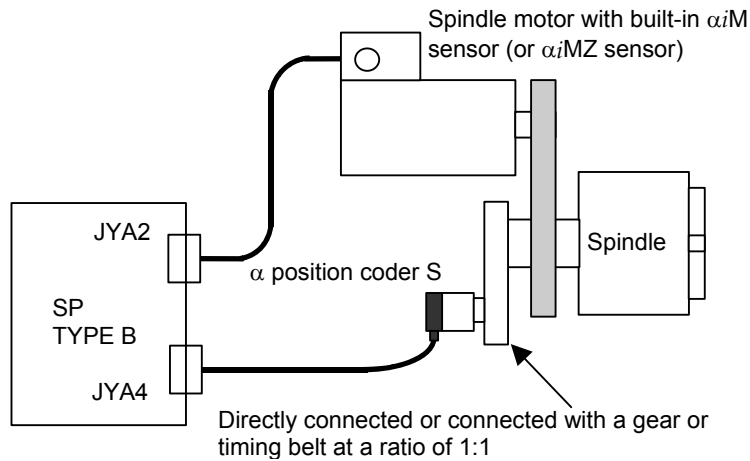 Spindle motor with built-in αiM
sensor (or αiMZ sensor)
JYA2
Spindle
α position coder S
SP
TYPE B
JYA4
Directly connected or connected with a gear or
timing belt at a ratio of 1:1